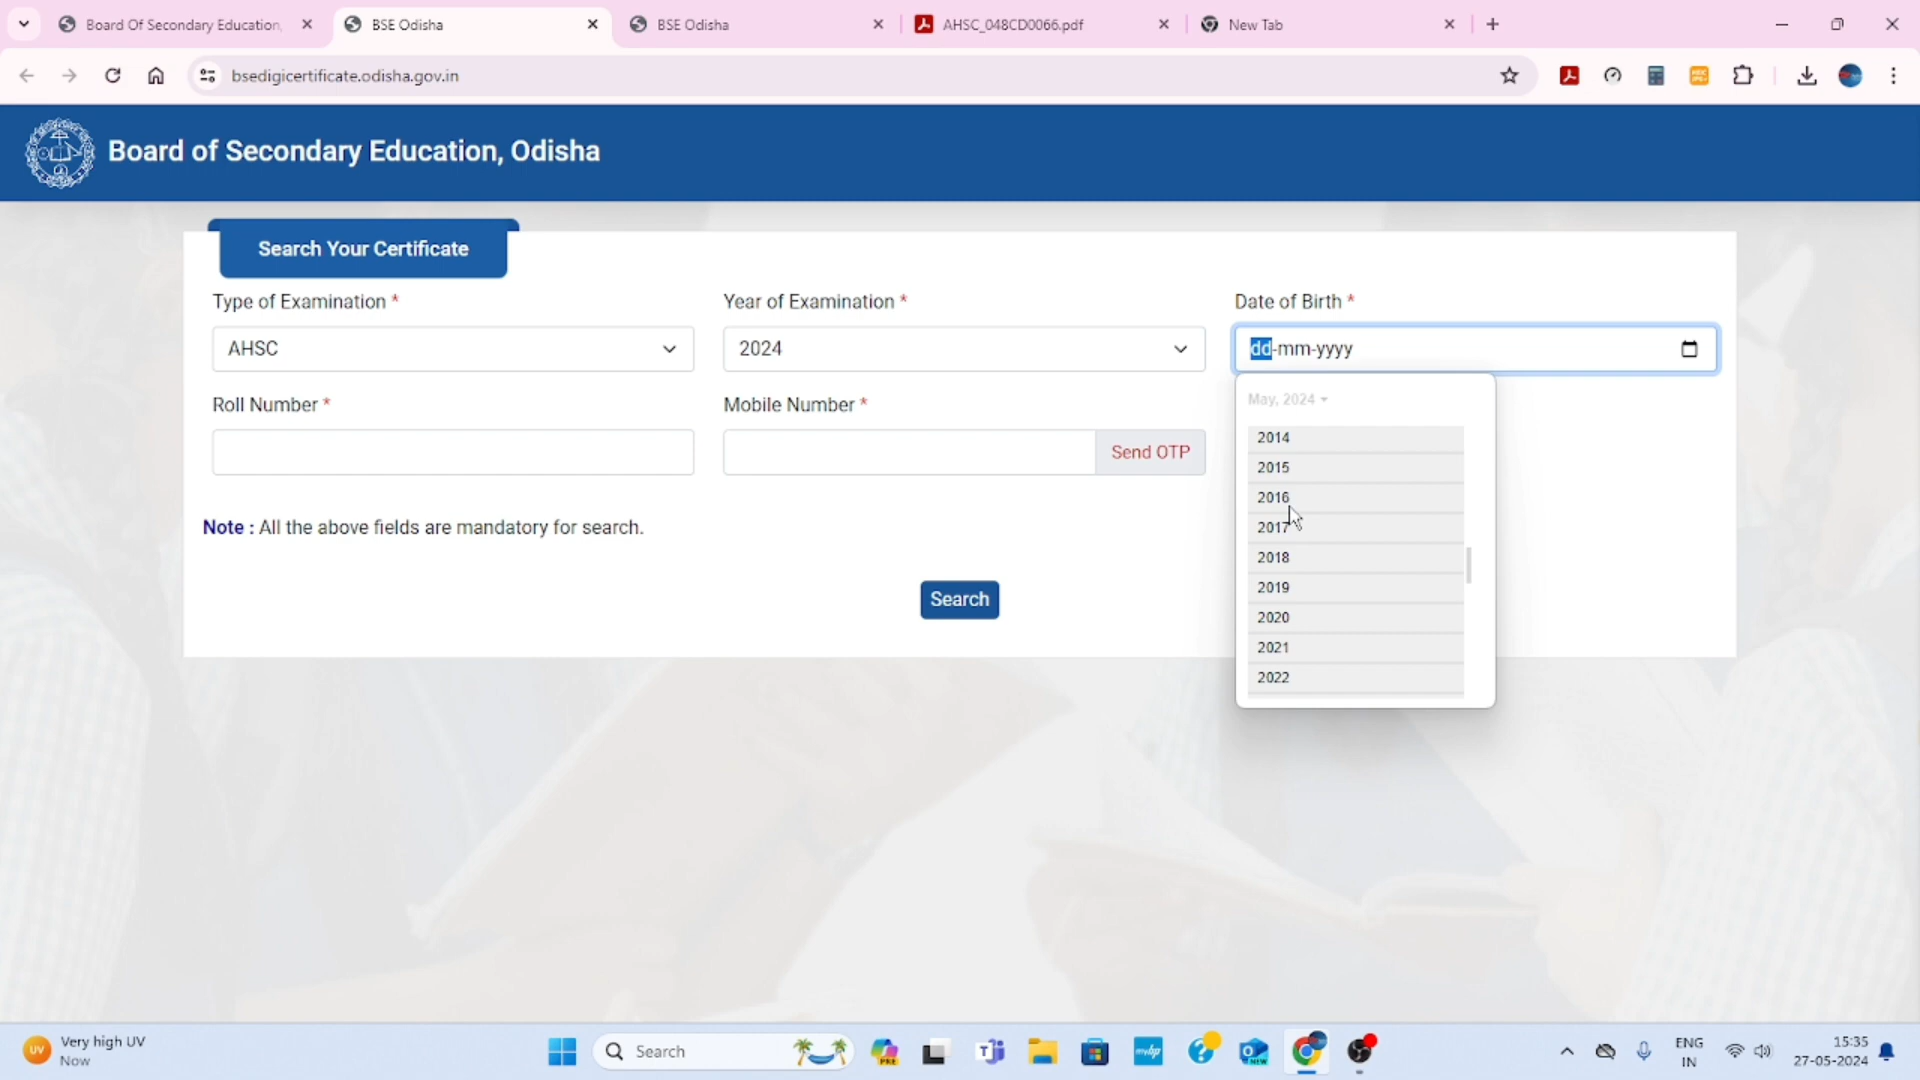 Board Of Secondary Education,
BSE Odisha
BSE Odisha
AHSC_048CD0066.pdf
New Tab
bsedigicertificate.odisha.gov.in
Board of Secondary Education, Odisha
Search Your Certificate
Type of Examination *
Year of Examination *
Date of Birth *
AHSC
2024
dd-mm-yyyy
Roll Number *
Mobile Number *
Send OTP
May, 2024
2014
2015
2016
2017
2018
2019
2020
2021
2022
Note : All the above fields are mandatory for search.
Search
UV
Very high UV
Now
Search
PRE
mybp
NEW
ENG
IN
15:35
27-05-2024